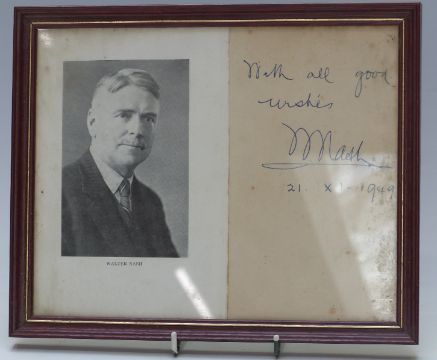 With all good
wishes
W Nash.
21. XI. 1949
WALTER NASH